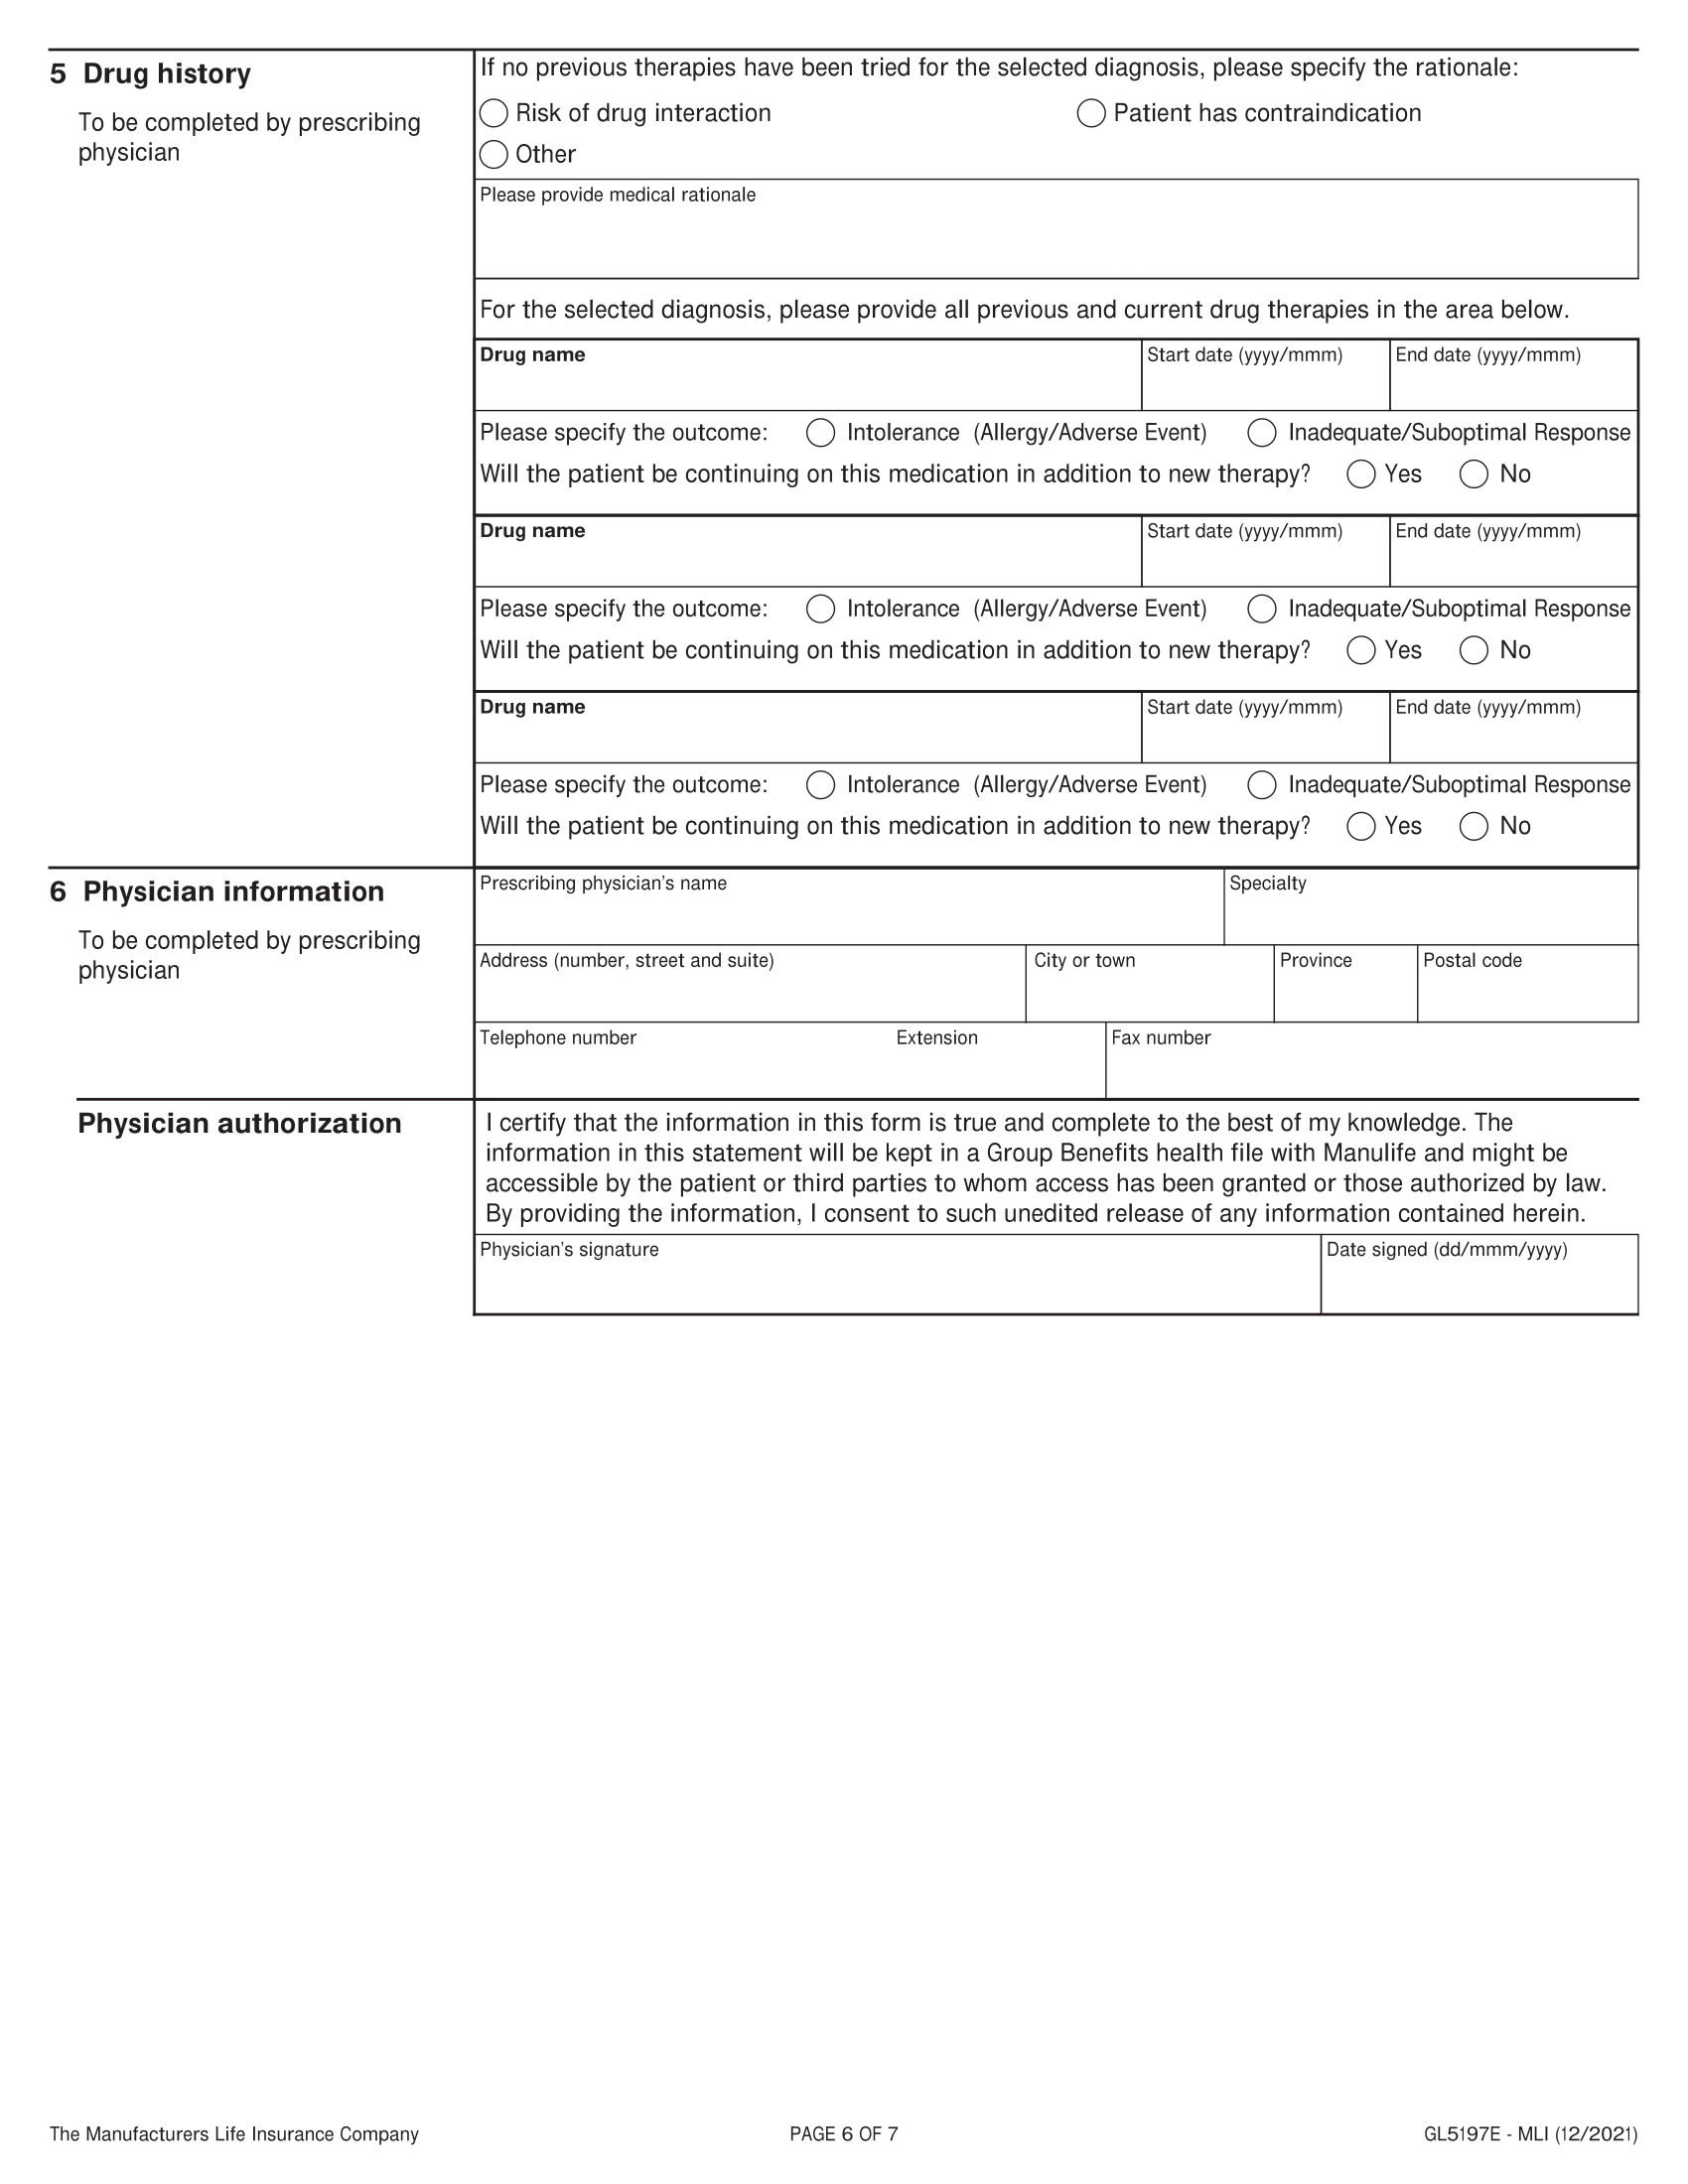 5 Drug history
To be completed by prescribing
physician
If no previous therapies have been tried for the selected diagnosis, please specify the rationale:
Risk of drug interaction
Patient has contraindication
Other
Please provide medical rationale
For the selected diagnosis, please provide all previous and current drug therapies in the area below.
Drug name
Start date (yyyy/mmm)
End date (yyyy/mmm)
Please specify the outcome: Intolerance (Allergy/Adverse Event) Inadequate/Suboptimal Response
Will the patient be continuing on this medication in addition to new therapy? Yes No
Drug name
Start date (yyyy/mmm)
End date (yyyy/mmm)
Please specify the outcome: Intolerance (Allergy/Adverse Event) Inadequate/Suboptimal Response
Will the patient be continuing on this medication in addition to new therapy? Yes No
Drug name
Start date (yyyy/mmm)
End date (yyyy/mmm)
Please specify the outcome: Intolerance (Allergy/Adverse Event) Inadequate/Suboptimal Response
Will the patient be continuing on this medication in addition to new therapy? Yes No
6 Physician information
To be completed by prescribing
physician
Prescribing physician's name
Specialty
Address (number, street and suite)
City or town
Province
Postal code
Telephone number
Extension
Fax number
Physician authorization
I certify that the information in this form is true and complete to the best of my knowledge. The
information in this statement will be kept in a Group Benefits health file with Manulife and might be
accessible by the patient or third parties to whom access has been granted or those authorized by law.
By providing the information, I consent to such unedited release of any information contained herein.
Physician's signature
Date signed (dd/mmm/yyyy)
The Manufacturers Life Insurance Company
PAGE 6 OF 7
GL5197E - MLI (12/2021)